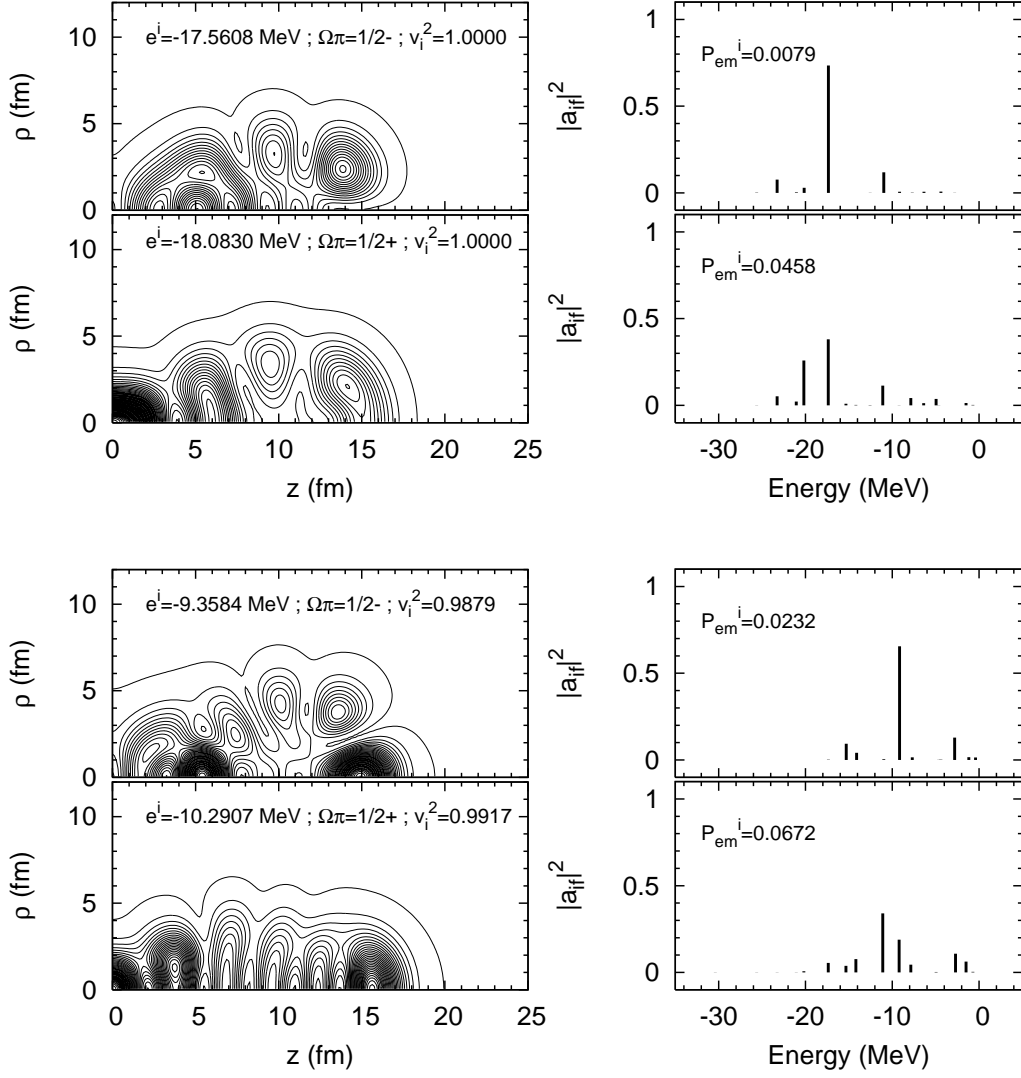 e^i=-17.5608 MeV ; Ωπ=1/2- ; v_i^2=1.0000
ρ (fm)
10
5
0
P_em^i=0.0079
|a_if|^2
1
0.5
0
e^i=-18.0830 MeV ; Ωπ=1/2+ ; v_i^2=1.0000
ρ (fm)
10
5
0
0 5 10 15 20 25
z (fm)
P_em^i=0.0458
|a_if|^2
1
0.5
0
-30 -20 -10 0
Energy (MeV)
e^i=-9.3584 MeV ; Ωπ=1/2- ; v_i^2=0.9879
ρ (fm)
10
5
0
P_em^i=0.0232
|a_if|^2
1
0.5
0
e^i=-10.2907 MeV ; Ωπ=1/2+ ; v_i^2=0.9917
ρ (fm)
10
5
0
0 5 10 15 20 25
z (fm)
P_em^i=0.0672
|a_if|^2
1
0.5
0
-30 -20 -10 0
Energy (MeV)